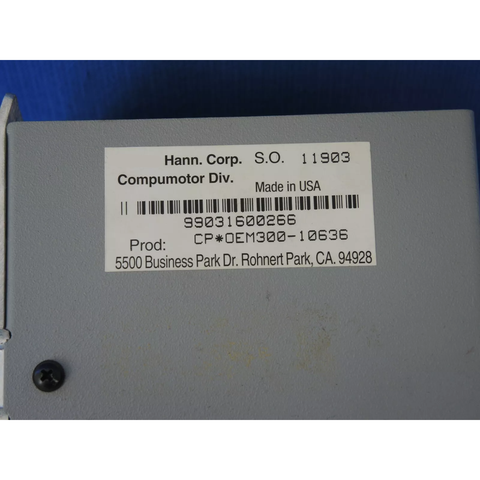 Hann. Corp. S.O. 11903
Compumotor Div.
Made in USA
99031600266
Prod: CP*OEM300-10636
5500 Business Park Dr. Rohnert Park, CA. 94928